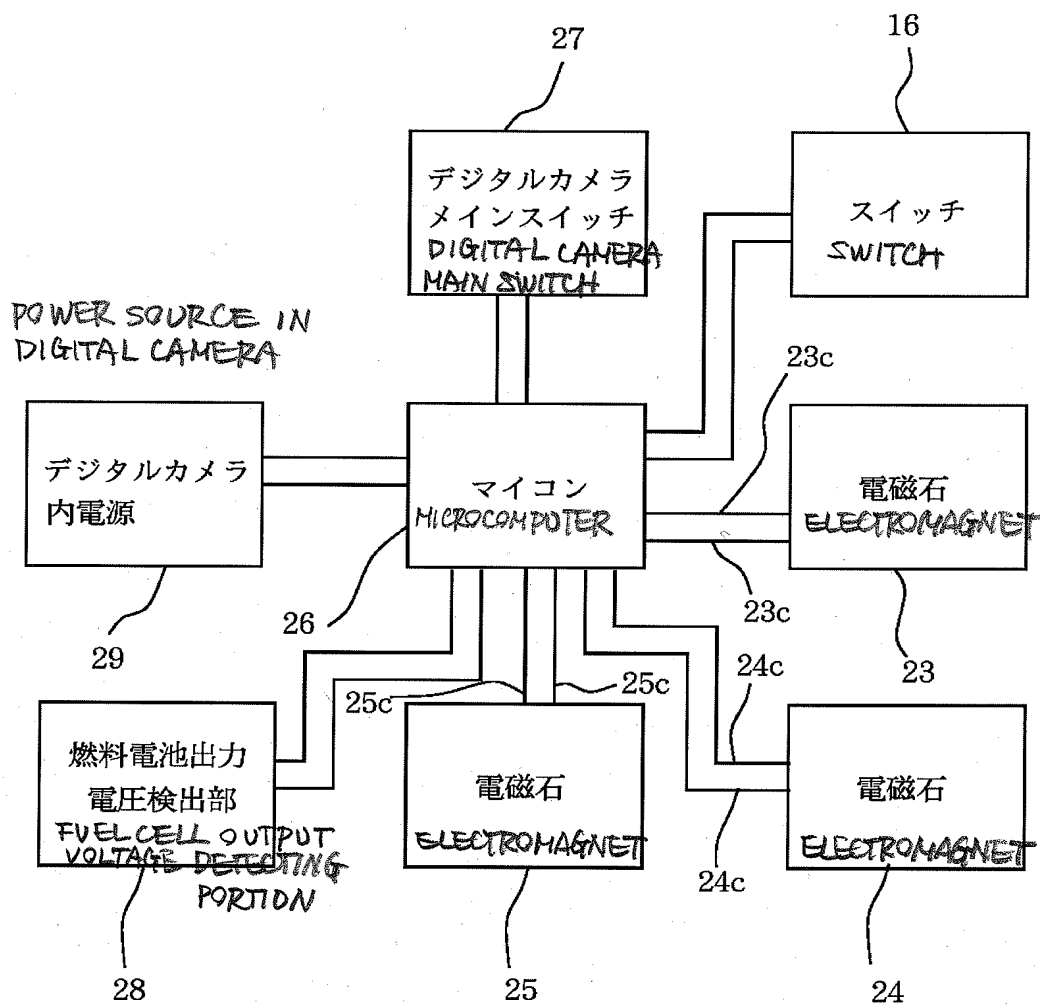 27
16
デジタルカメラ
メインスイッチ
DIGITAL CAMERA
MAIN SWITCH
スイッチ
SWITCH
POWER SOURCE IN
DIGITAL CAMERA
23c
デジタルカメラ
内電源
マイコン
MICROCOMPUTER
電磁石
ELECTROMAGNET
26
23c
29
23
25c
25c
24c
燃料電池出力
電圧検出部
FUEL CELL OUTPUT
VOLTAGE DETECTING
PORTION
電磁石
ELECTROMAGNET
電磁石
ELECTROMAGNET
24c
28
25
24